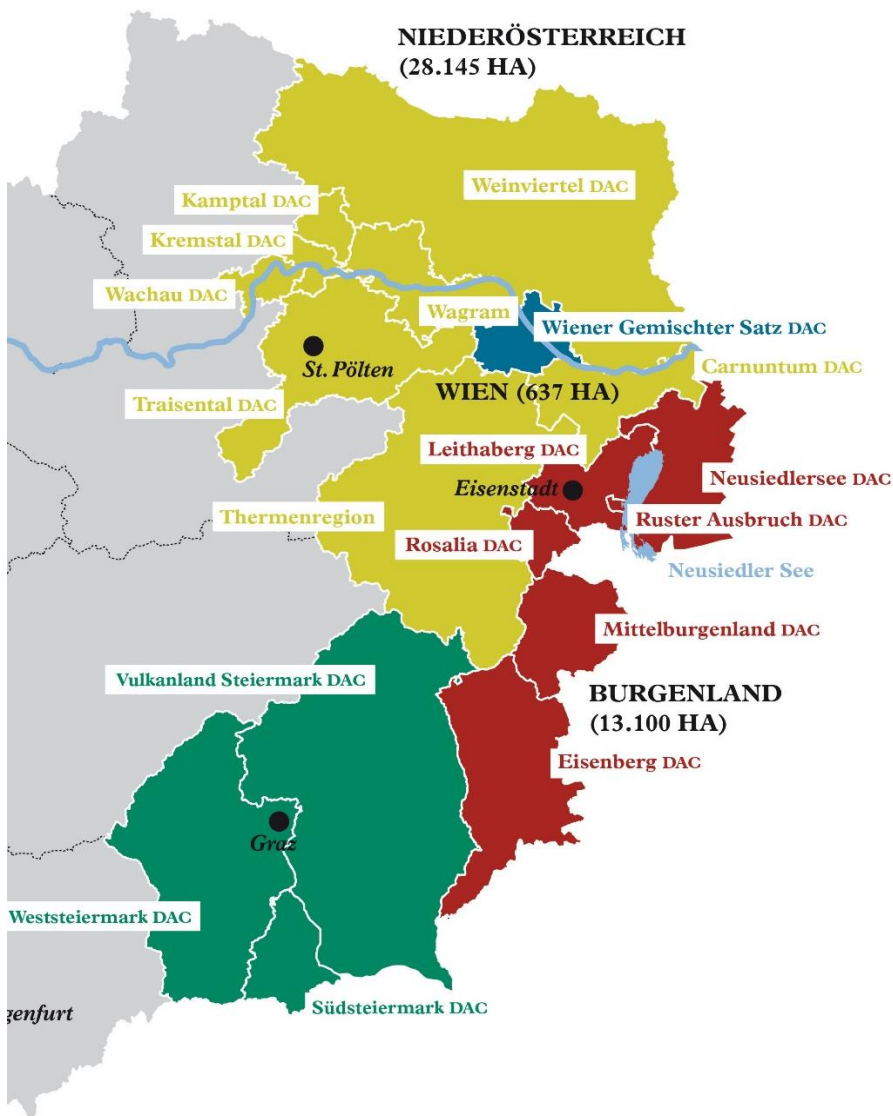 NIEDERÖSTERREICH
(28.145 HA)
Weinviertel DAC
Kamptal DAC
Kremstal DAC
Wachau DAC
Wagram
Wiener Gemischter Satz DAC
St. Pölten
Carnuntum DAC
WIEN (637 HA)
Traisental DAC
Leithaberg DAC
Neusiedlersee DAC
Eisenstadt
Thermenregion
Ruster Ausbruch DAC
Rosalia DAC
Neusiedler See
Mittelburgenland DAC
Vulkanland Steiermark DAC
BURGENLAND
(13.100 HA)
Eisenberg DAC
Graz
Weststeiermark DAC
Südsteiermark DAC
genfurt